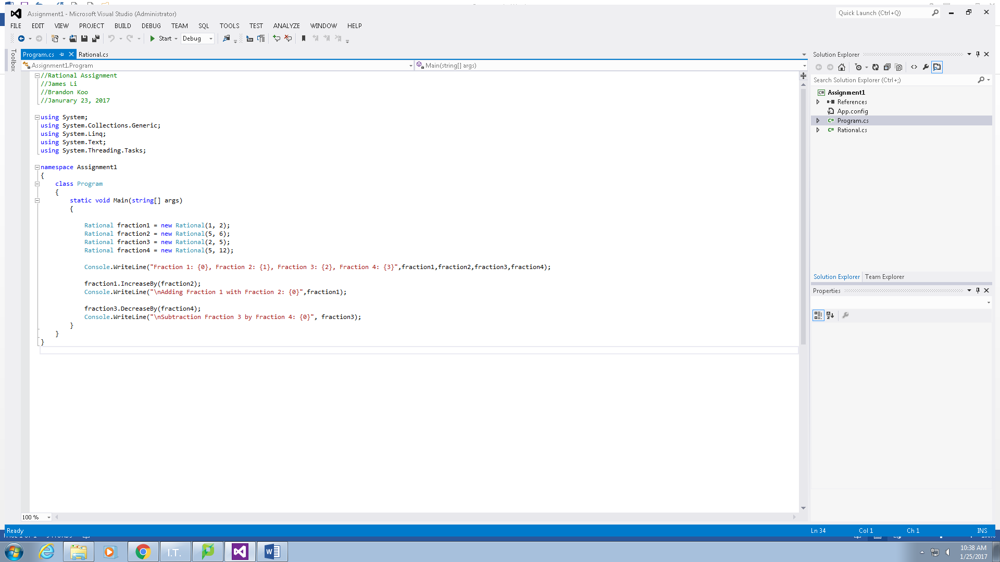 Assignment1 - Microsoft Visual Studio (Administrator)
Quick Launch (Ctrl+Q)
FILE EDIT VIEW PROJECT BUILD DEBUG TEAM SQL TOOLS TEST ANALYZE WINDOW HELP
Start Debug
Toolbox
Program.cs Rational.cs
Assignment1.Program Main(string[] args)
//Rational Assignment
//James Li
//Brandon Koo
//Janurary 23, 2017
using System;
using System.Collections.Generic;
using System.Linq;
using System.Text;
using System.Threading.Tasks;
namespace Assignment1
{
class Program
{
static void Main(string[] args)
{
Rational fraction1 = new Rational(1, 2);
Rational fraction2 = new Rational(5, 6);
Rational fraction3 = new Rational(2, 5);
Rational fraction4 = new Rational(5, 12);
Console.WriteLine("Fraction 1: {0}, Fraction 2: {1}, Fraction 3: {2}, Fraction 4: {3}",fraction1,fraction2,fraction3,fraction4);
fraction1.IncreaseBy(fraction2);
Console.WriteLine("\nAdding Fraction 1 with Fraction 2: {0}",fraction1);
fraction3.DecreaseBy(fraction4);
Console.WriteLine("\nSubtraction Fraction 3 by Fraction 4: {0}", fraction3);
}
}
}
100 %
Solution Explorer
Search Solution Explorer (Ctrl+;)
C# Assignment1
References
App.config
C# Program.cs
C# Rational.cs
Solution Explorer Team Explorer
Properties
Ready Ln 34 Col 1 Ch 1 INS
I.T.
10:38 AM
1/25/2017